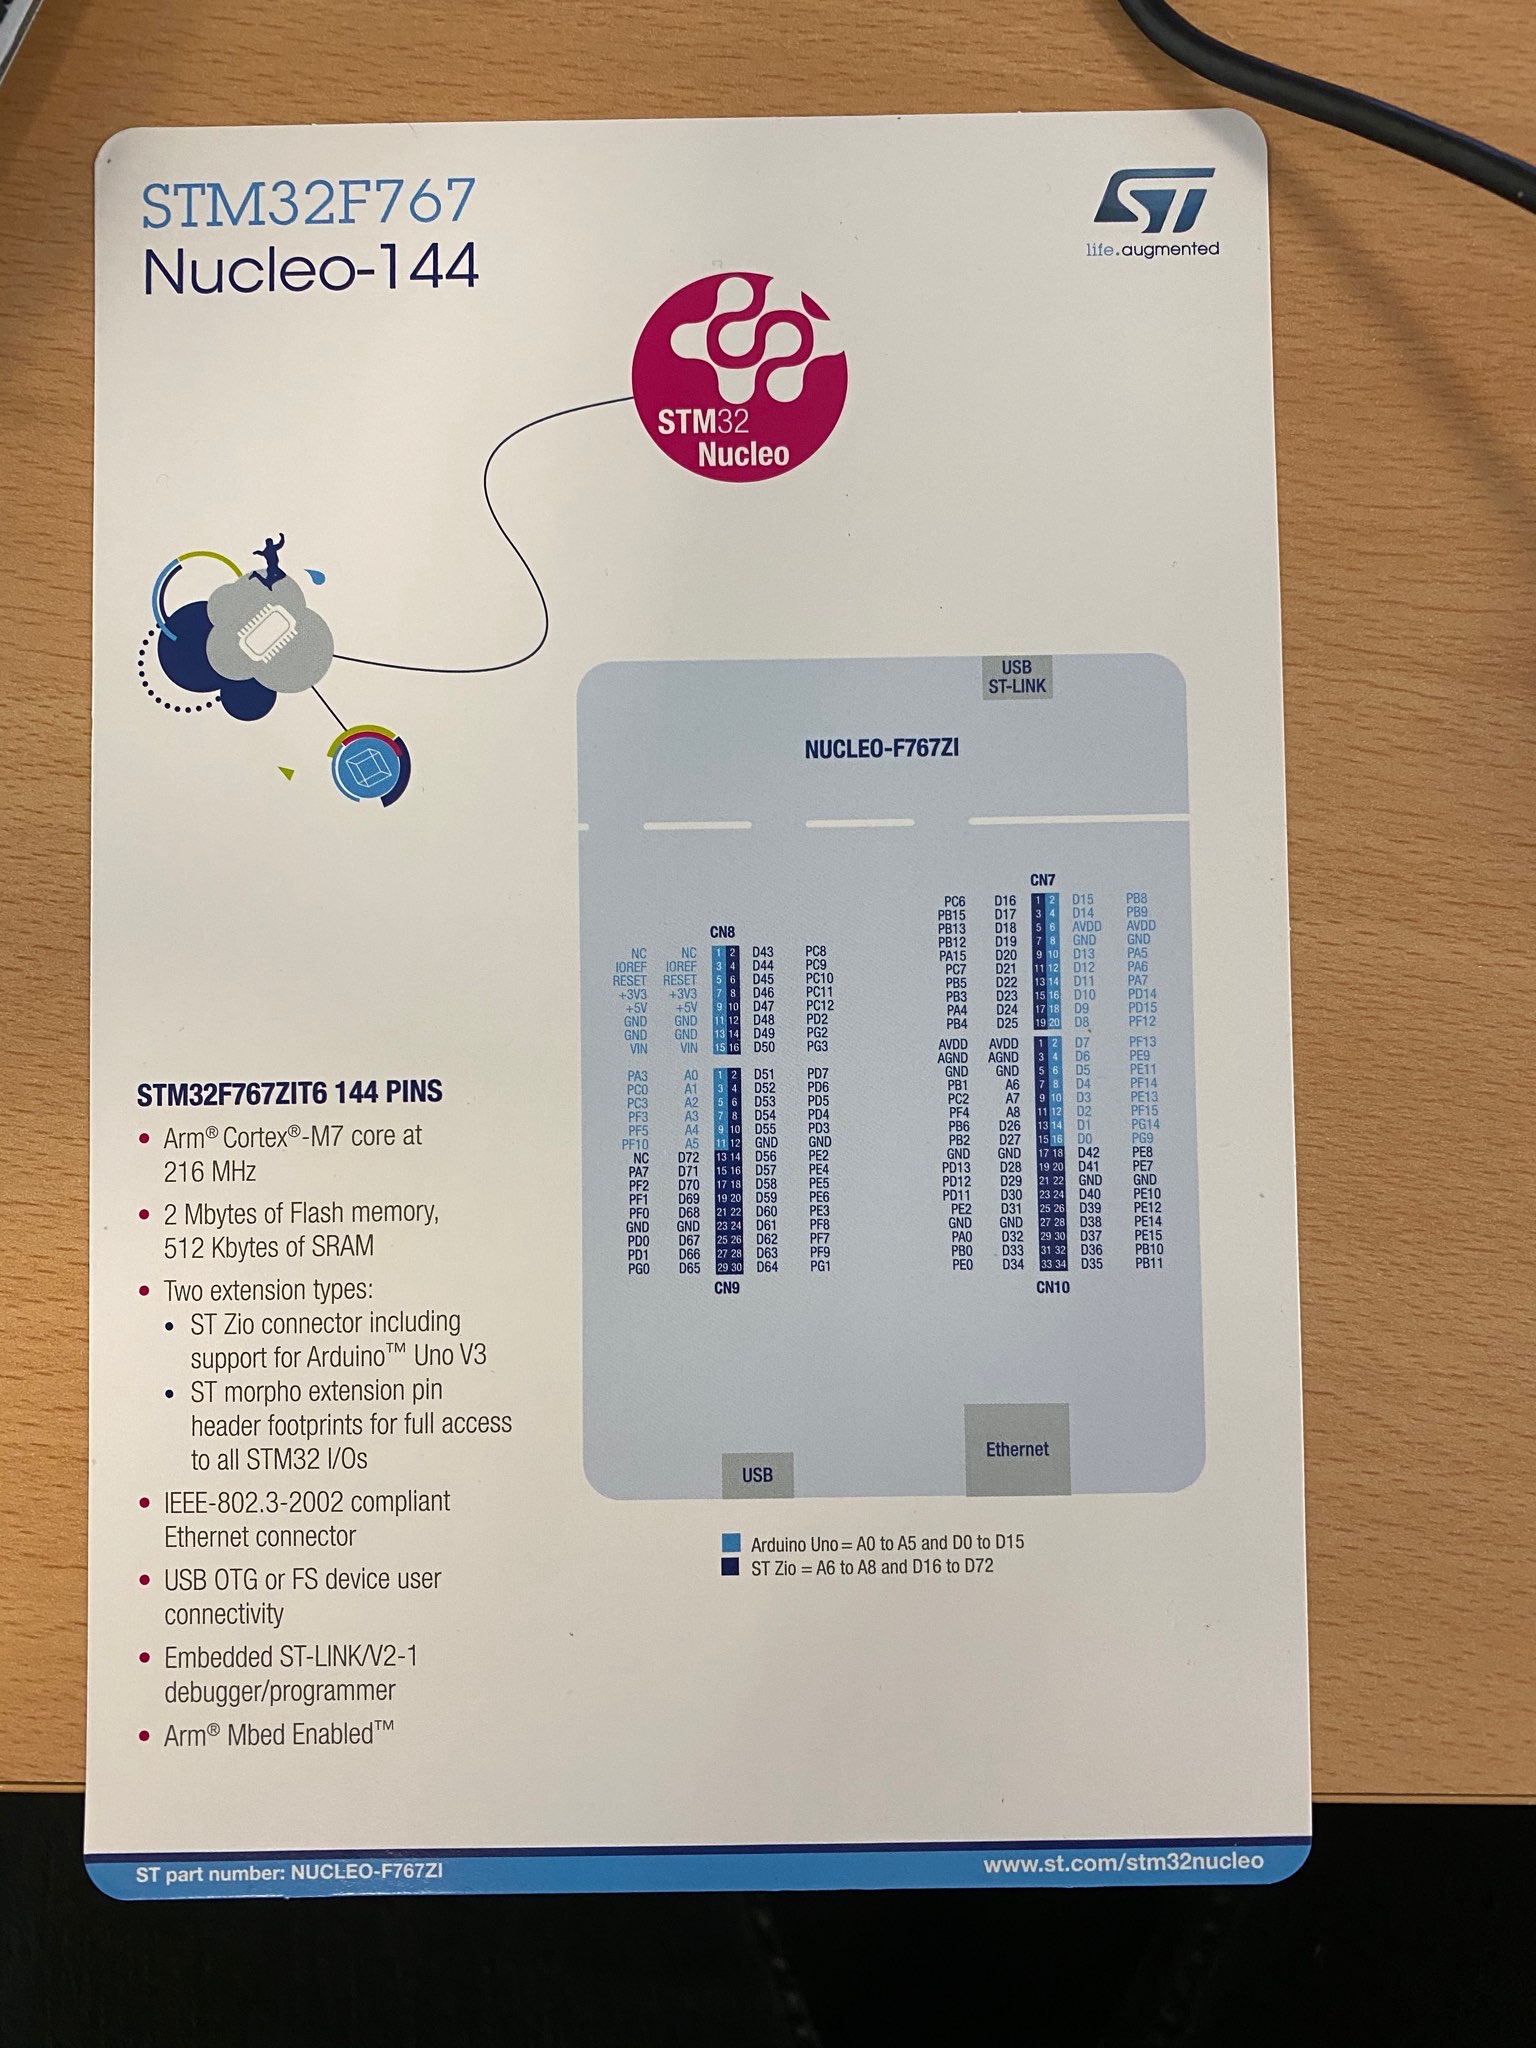 STM32F767
Nucleo-144
life.augmented
STM32
Nucleo
USB
ST-LINK
NUCLEO-F767ZI
CN8
NC NC 1 2 D43 PC8
IOREF IOREF 3 4 D44 PC9
RESET RESET 5 6 D45 PC10
+3V3 +3V3 7 8 D46 PC11
+5V +5V 9 10 D47 PC12
GND GND 11 12 D48 PD2
GND GND 13 14 D49 PG2
VIN VIN 15 16 D50 PG3
PA3 A0 1 2 D51 PD7
PC0 A1 3 4 D52 PD6
PC3 A2 5 6 D53 PD5
PF3 A3 7 8 D54 PD4
PF5 A4 9 10 D55 PD3
PF10 A5 11 12 GND GND
NC D72 13 14 D56 PE2
PA7 D71 15 16 D57 PE4
PF2 D70 17 18 D58 PE5
PF1 D69 19 20 D59 PE6
PF0 D68 21 22 D60 PE3
GND GND 23 24 D61 PF8
PD0 D67 25 26 D62 PF7
PD1 D66 27 28 D63 PF9
PG0 D65 29 30 D64 PG1
CN9
CN7
PC6 D16 1 2 D15 PB8
PB15 D17 3 4 D14 PB9
PB13 D18 5 6 AVDD AVDD
PB12 D19 7 8 GND GND
PA15 D20 9 10 D13 PA5
PC7 D21 11 12 D12 PA6
PB5 D22 13 14 D11 PA7
PB3 D23 15 16 D10 PD14
PA4 D24 17 18 D9 PD15
PB4 D25 19 20 D8 PF12
AVDD AVDD 1 2 D7 PF13
AGND AGND 3 4 D6 PE9
GND GND 5 6 D5 PE11
PB1 A6 7 8 D4 PF14
PC2 A7 9 10 D3 PE13
PF4 A8 11 12 D2 PF15
PB6 D26 13 14 D1 PG14
PB2 D27 15 16 D0 PG9
GND GND 17 18 D42 PE8
PD13 D28 19 20 D41 PE7
PD12 D29 21 22 GND GND
PD11 D30 23 24 D40 PE10
PE2 D31 25 26 D39 PE12
GND GND 27 28 D38 PE14
PA0 D32 29 30 D37 PE15
PB0 D33 31 32 D36 PB10
PE0 D34 33 34 D35 PB11
CN10
USB
Ethernet
Arduino Uno = A0 to A5 and D0 to D15
ST Zio = A6 to A8 and D16 to D72
STM32F767ZIT6 144 PINS
• Arm® Cortex®-M7 core at
216 MHz
• 2 Mbytes of Flash memory,
512 Kbytes of SRAM
• Two extension types:
• ST Zio connector including
support for Arduino™ Uno V3
• ST morpho extension pin
header footprints for full access
to all STM32 I/Os
• IEEE-802.3-2002 compliant
Ethernet connector
• USB OTG or FS device user
connectivity
• Embedded ST-LINK/V2-1
debugger/programmer
• Arm® Mbed Enabled™
ST part number: NUCLEO-F767ZI
www.st.com/stm32nucleo